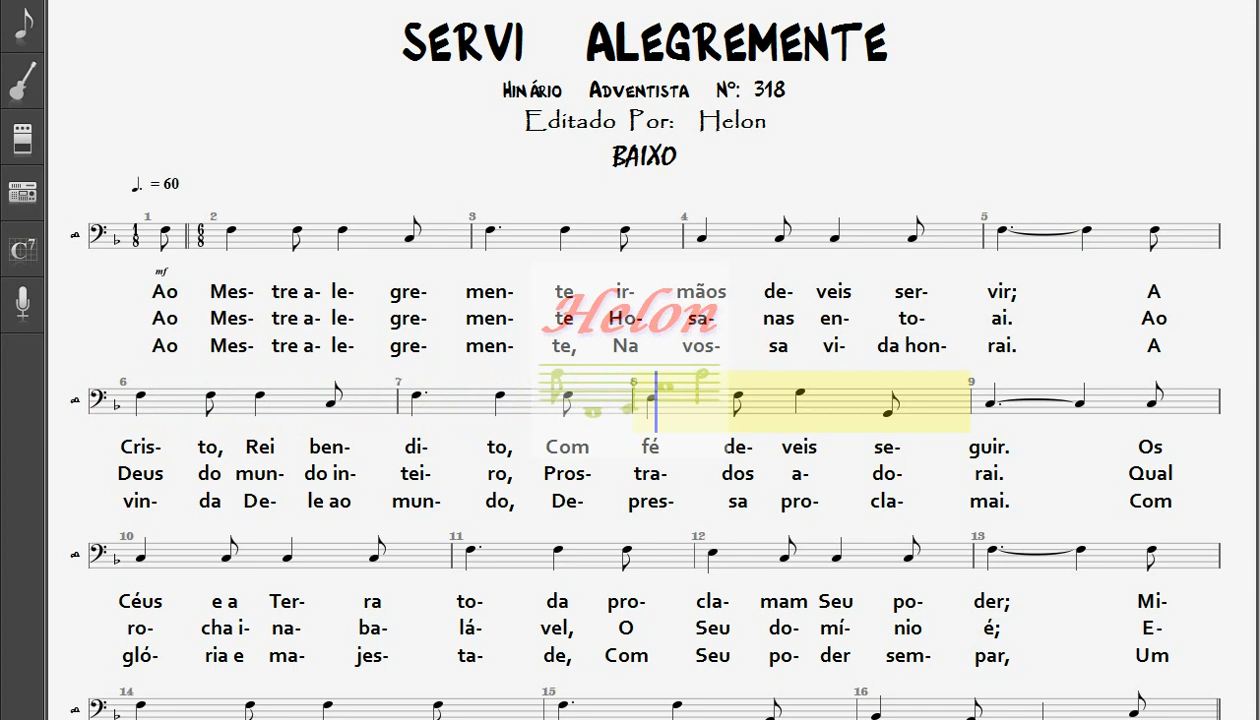 SERVI ALEGREMENTE
HINÁRIO ADVENTISTA Nº: 318
Editado Por: Helon
BAIXO
= 60
1 2 3 4 5
1 8 6 8
mf
Ao Mes- tre a- le- gre- men- te ir- mãos de- veis ser- vir; A
Ao Mes- tre a- le- gre- men- te Ho- sa- nas en- to- ai. Ao
Ao Mes- tre a- le- gre- men- te, Na vos- sa vi- da hon- rai. A
Helon
6 7 8 9
Cris- to, Rei ben- di- to, Com fé de- veis se- guir. Os
Deus do mun- do in- tei- ro, Pros- tra- dos a- do- rai. Qual
vin- da De- le ao mun- do, De- pres- sa pro- cla- mai. Com
10 11 12 13
Céus e a Ter- ra to- da pro- cla- mam Seu po- der; Mi-
ro- cha i- na- ba- lá- vel, O Seu do- mí- nio é; E-
gló- ria e ma- jes- ta- de, Com Seu po- der sem- par, Um
14 15 16
C7